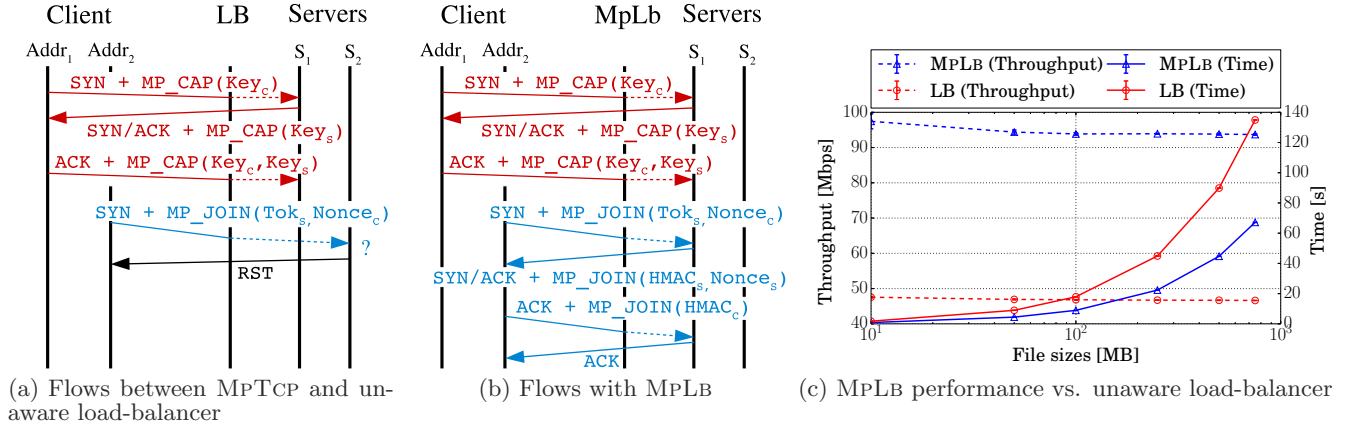 Client LB Servers
Addr1 Addr2 S1 S2
SYN + MP_CAP(Keyc)
SYN/ACK + MP_CAP(Keys)
ACK + MP_CAP(Keyc,Keys)
SYN + MP_JOIN(Toks,Noncec)
?
RST
(a) Flows between MPTCP and un-
aware load-balancer
Client MpLb Servers
Addr1 Addr2 S1 S2
SYN + MP_CAP(Keyc)
SYN/ACK + MP_CAP(Keys)
ACK + MP_CAP(Keyc,Keys)
SYN + MP_JOIN(Toks,Noncec)
SYN/ACK + MP_JOIN(HMACs,Nonces)
ACK + MP_JOIN(HMACc)
ACK
(b) Flows with MPLB
MPLB (Throughput) MPLB (Time)
LB (Throughput) LB (Time)
Throughput [Mbps]
100
90
80
70
60
50
40
140
120
100
80
60
40
20
0
Time [s]
10^1 10^2 10^3
File sizes [MB]
(c) MPLB performance vs. unaware load-balancer